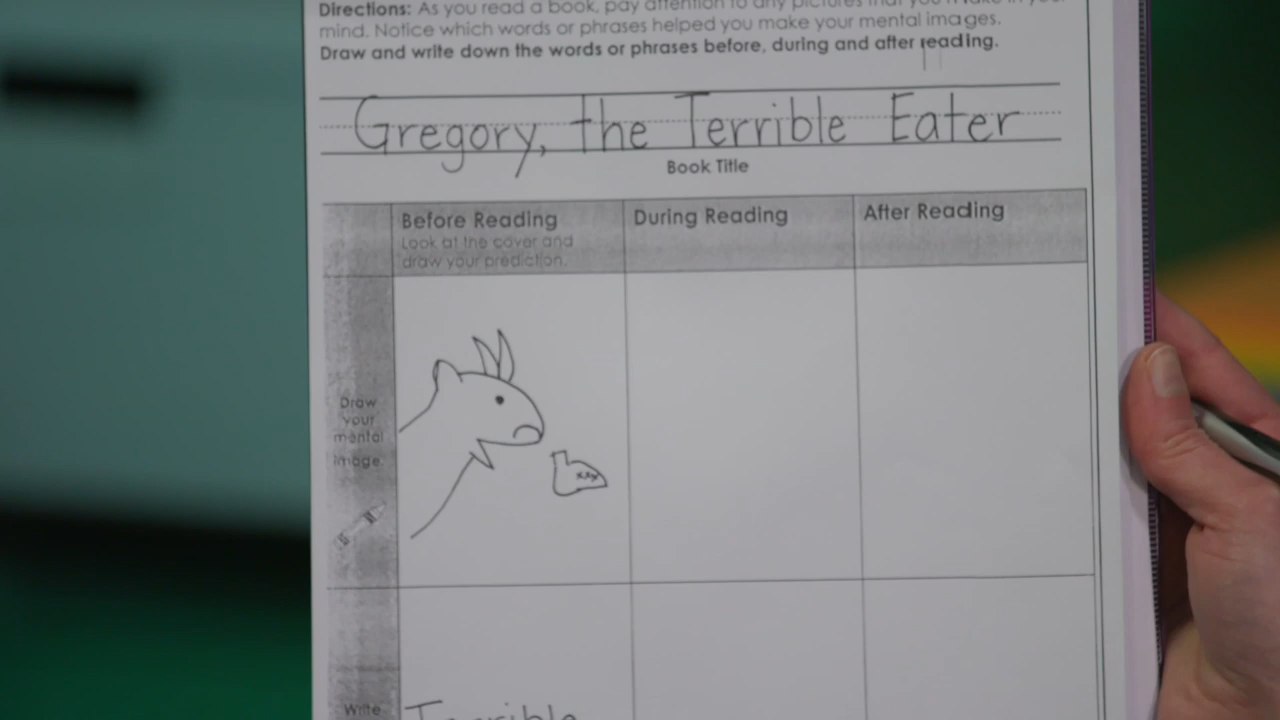 Directions: As you read a book, pay attention to any pictures that you make in your
mind. Notice which words or phrases helped you make your mental images.
Draw and write down the words or phrases before, during and after reading.
Gregory, the Terrible Eater
Book Title
Before Reading
Look at the cover and
draw your prediction.
During Reading
After Reading
Draw
your
mental
image.
Write
Terrible